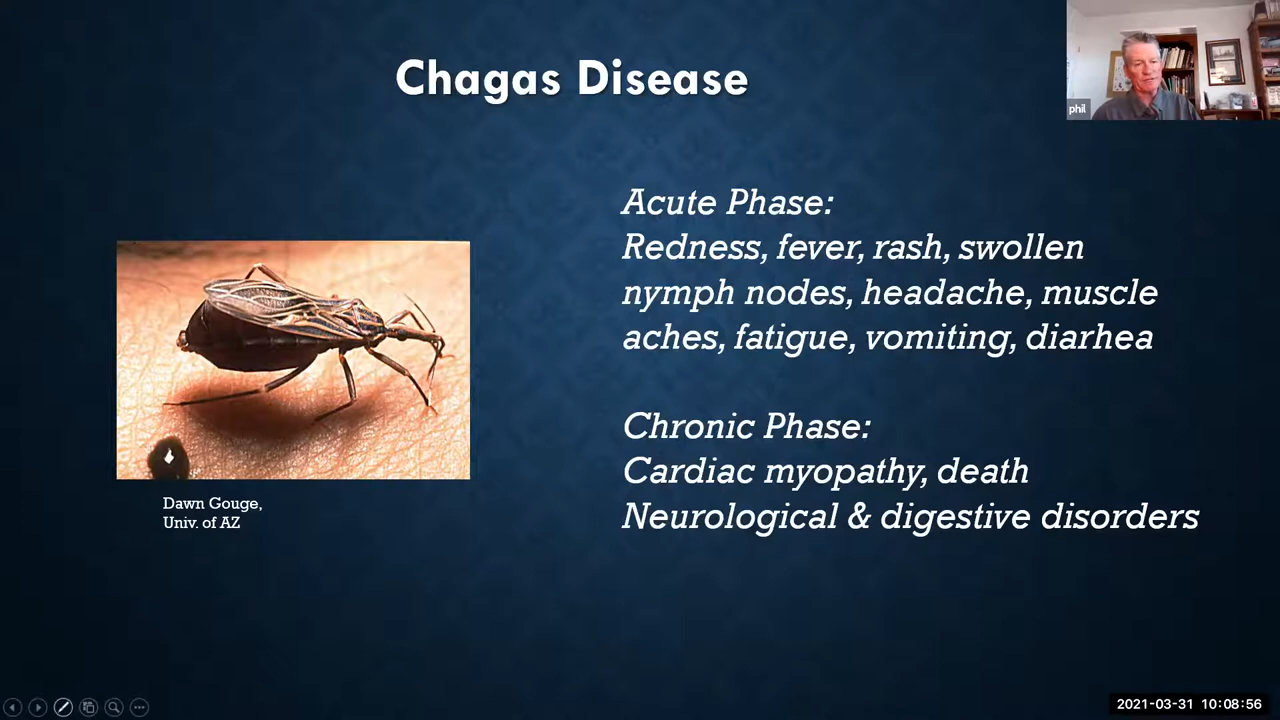 Chagas Disease
phil
Acute Phase:
Redness, fever, rash, swollen
nymph nodes, headache, muscle
aches, fatigue, vomiting, diarhea
Chronic Phase:
Cardiac myopathy, death
Neurological & digestive disorders
Dawn Gouge,
Univ. of AZ
2021-03-31 10:08:56